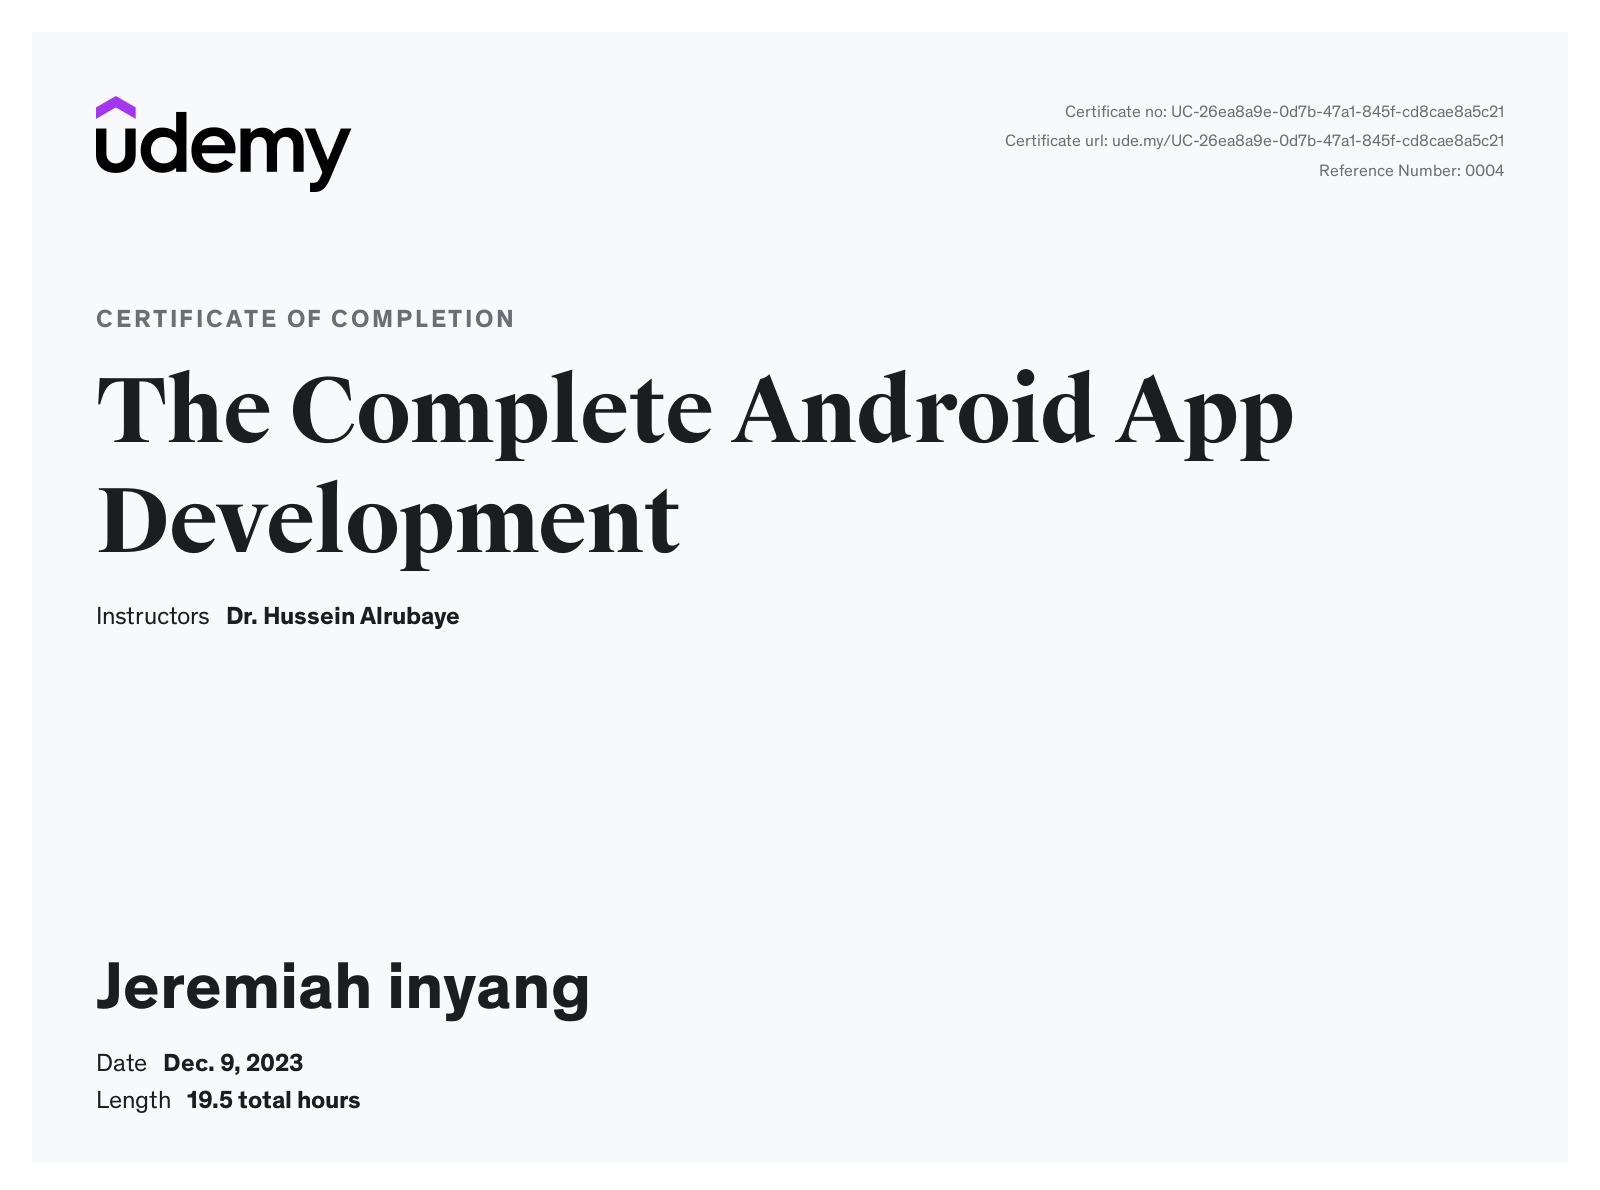 udemy
Certificate no: UC-26ea8a9e-0d7b-47a1-845f-cd8cae8a5c21
Certificate url: ude.my/UC-26ea8a9e-0d7b-47a1-845f-cd8cae8a5c21
Reference Number: 0004
CERTIFICATE OF COMPLETION
The Complete Android App
Development
Instructors Dr. Hussein Alrubaye
Jeremiah inyang
Date Dec. 9, 2023
Length 19.5 total hours